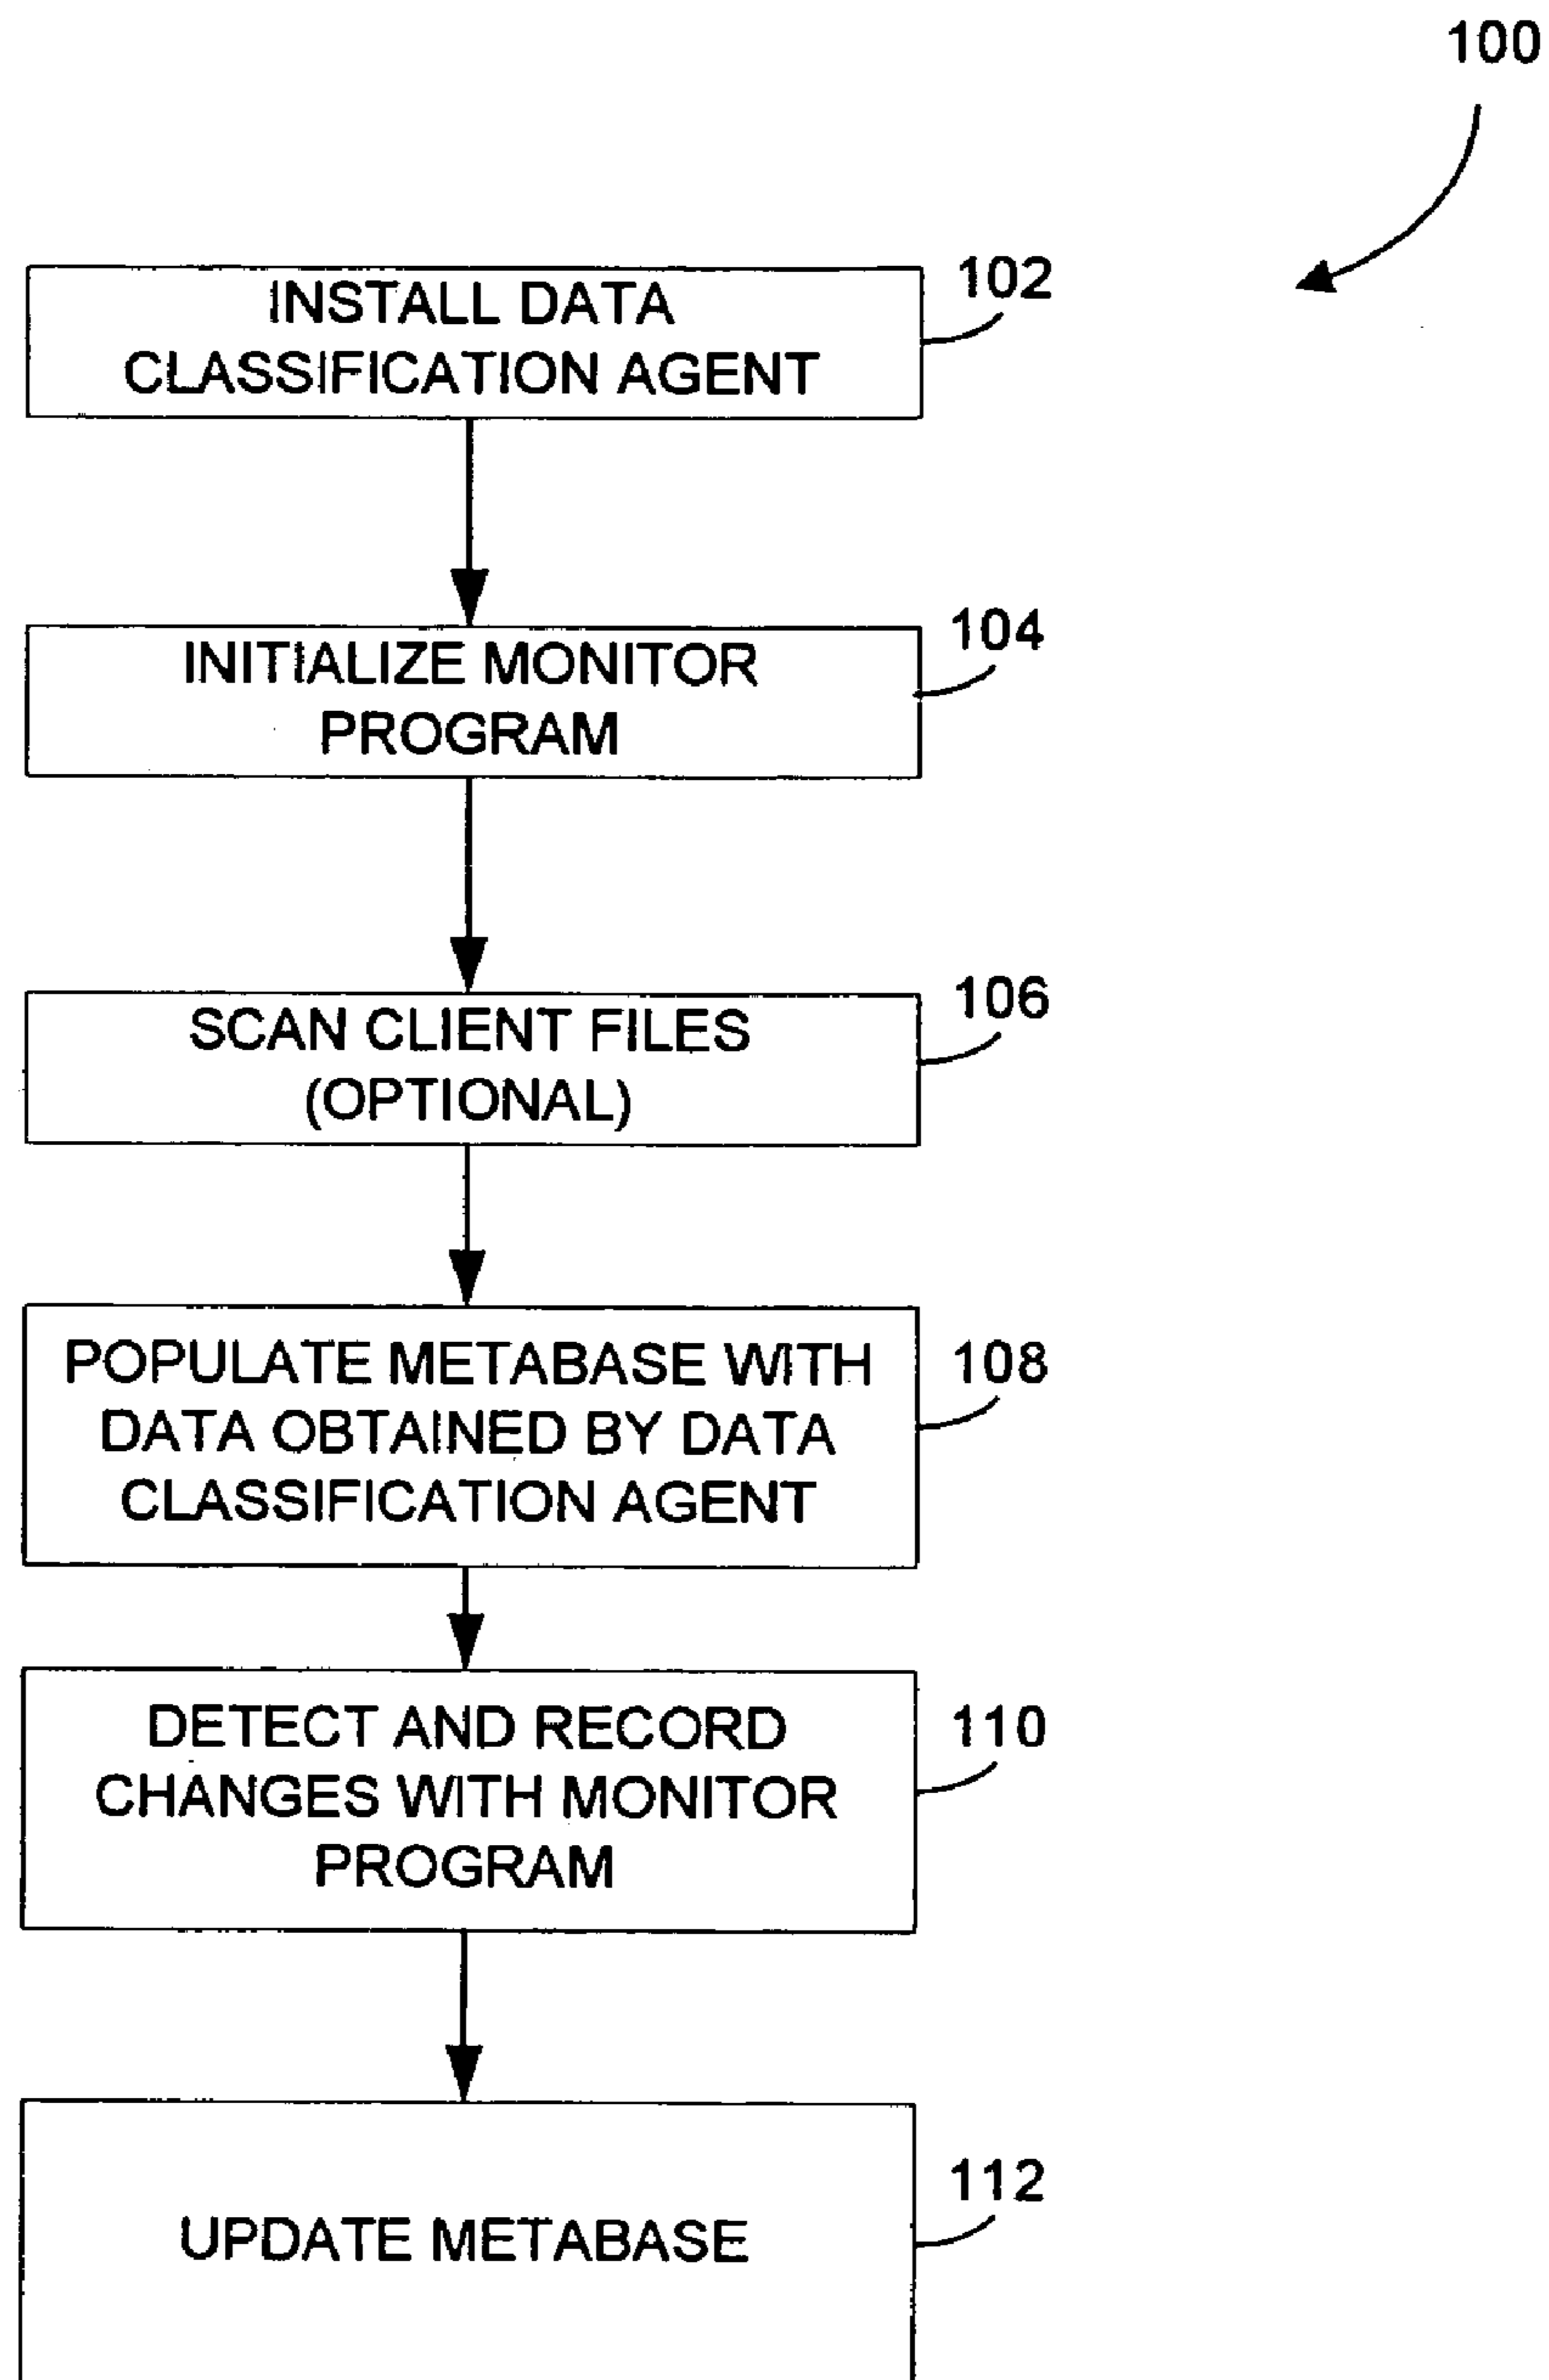 100
102
INSTALL DATA
CLASSIFICATION AGENT
104
INITIALIZE MONITOR
PROGRAM
106
SCAN CLIENT FILES
(OPTIONAL)
108
POPULATE METABASE WITH
DATA OBTAINED BY DATA
CLASSIFICATION AGENT
110
DETECT AND RECORD
CHANGES WITH MONITOR
PROGRAM
112
UPDATE METABASE